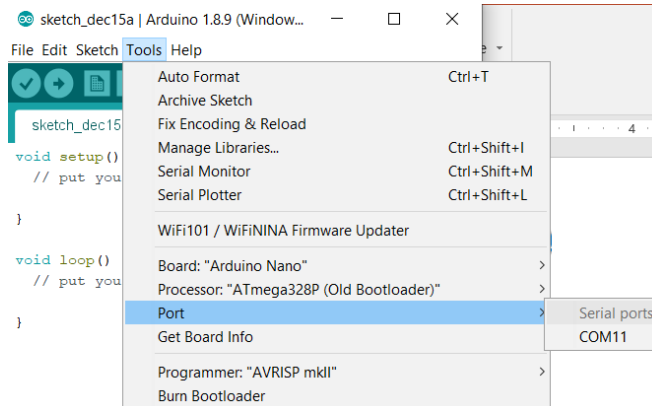 sketch_dec15a | Arduino 1.8.9 (Window...
File Edit Sketch Tools Help
sketch_dec15
void setup()
// put you
}
void loop()
// put you
}
Auto Format Ctrl+T
Archive Sketch
Fix Encoding & Reload
Manage Libraries... Ctrl+Shift+I
Serial Monitor Ctrl+Shift+M
Serial Plotter Ctrl+Shift+L
WiFi101 / WiFiNINA Firmware Updater
Board: "Arduino Nano"
Processor: "ATmega328P (Old Bootloader)"
Port
Get Board Info
Programmer: "AVRISP mkII"
Burn Bootloader
Serial ports
COM11
4